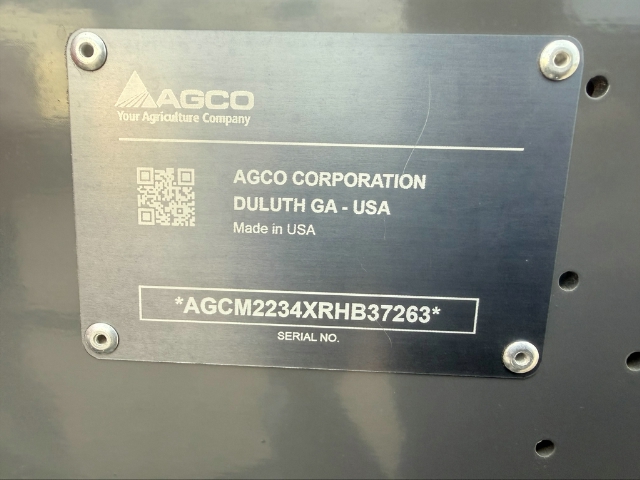 AGCO
Your Agriculture Company
AGCO CORPORATION
DULUTH GA - USA
Made in USA
*AGCM2234XRHB37263*
SERIAL NO.